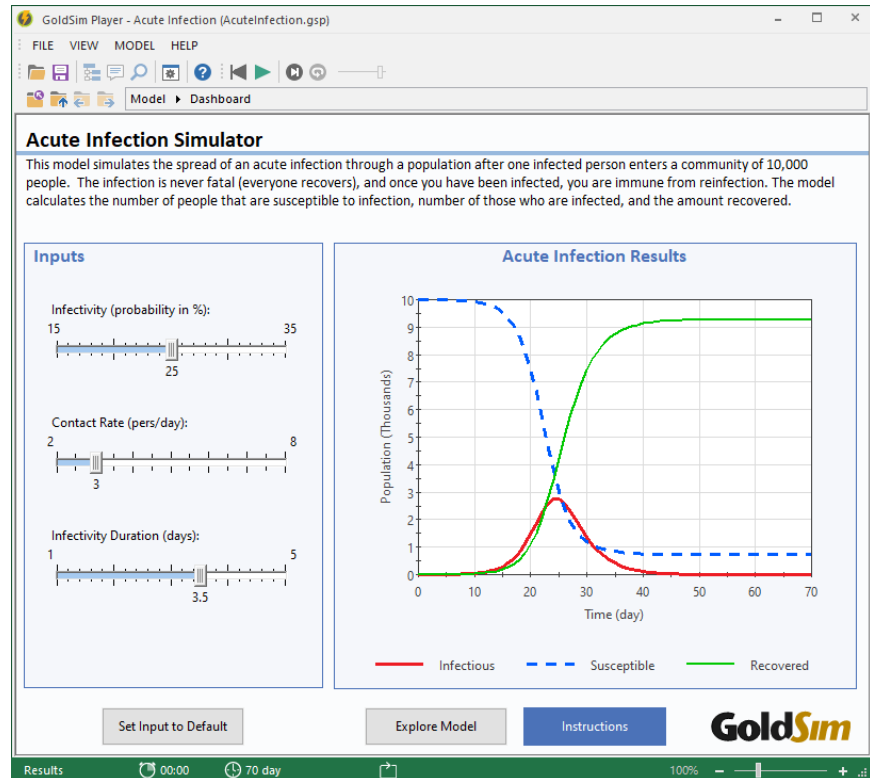 GoldSim Player - Acute Infection (AcuteInfection.gsp)
FILE VIEW MODEL HELP
Model Dashboard
Acute Infection Simulator
This model simulates the spread of an acute infection through a population after one infected person enters a community of 10,000
people. The infection is never fatal (everyone recovers), and once you have been infected, you are immune from reinfection. The model
calculates the number of people that are susceptible to infection, number of those who are infected, and the amount recovered.
Inputs
Infectivity (probability in %):
15 35
25
Contact Rate (pers/day):
2 8
3
Infectivity Duration (days):
1 5
3.5
Acute Infection Results
Population (Thousands)
10
9
8
7
6
5
4
3
2
1
0
0 10 20 30 40 50 60 70
Time (day)
Infectious Susceptible Recovered
Set Input to Default Explore Model Instructions GoldSim
Results 00:00 70 day 100%